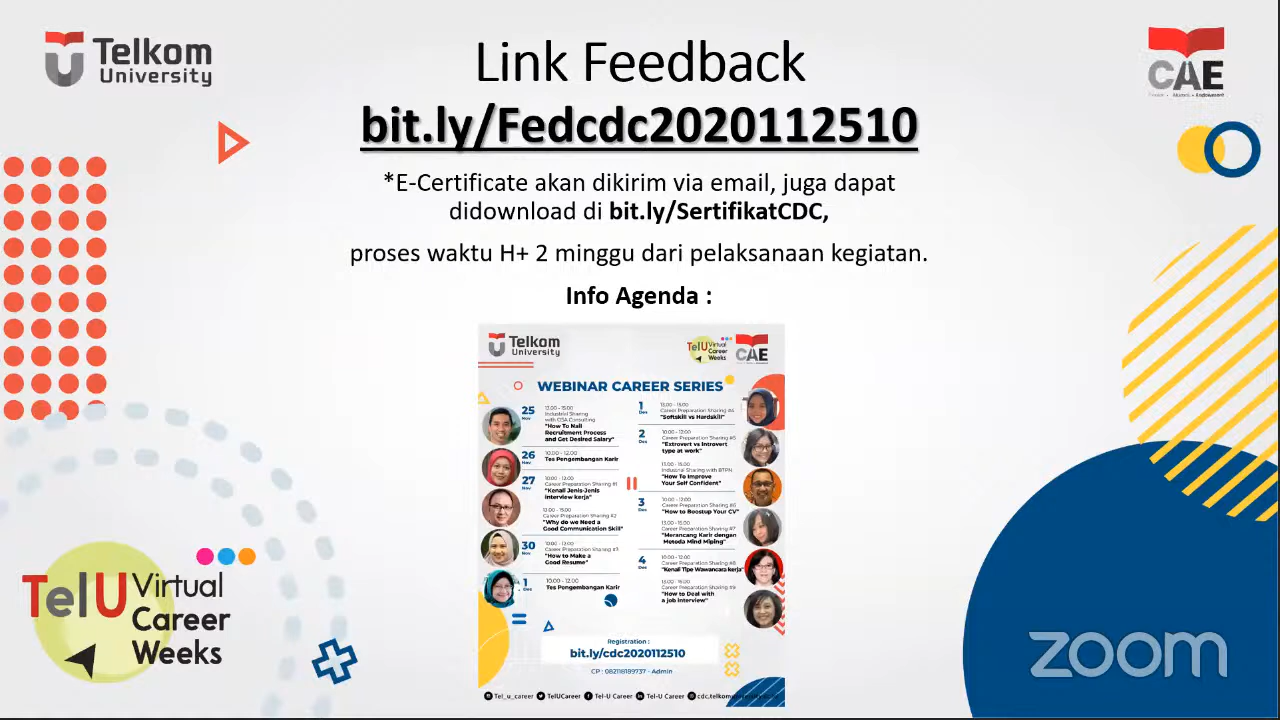 Telkom
University
Link Feedback
CAE
bit.ly/Fedcdc2020112510
*E-Certificate akan dikirim via email, juga dapat
didownload di bit.ly/SertifikatCDC,
proses waktu H+ 2 minggu dari pelaksanaan kegiatan.
Info Agenda :
Telkom
University
TelU Virtual
Career
Weeks
CAE
WEBINAR CAREER SERIES
25
Nov
13.00 - 15.00
Industrial Sharing
"How To Nail
Recruitment Process
and Get Desired Salary"
26
Nov
10.00 - 12.00
Tes Pengembangan Karir
27
Nov
10.00 - 12.00
Career Preparation Sharing #1
"Kenali Jenis-Jenis
Interview kerja"
13.00 - 15.00
Career Preparation Sharing #2
"Why do we Need a
Good Communication Skill"
30
Nov
10.00 - 12.00
Career Preparation Sharing #3
"How to Make a
Good Resume"
1
Des
10.00 - 12.00
Tes Pengembangan Karir
1
Des
13.00 - 15.00
Career Preparation Sharing #4
"Softskill vs Hardskill"
2
Des
10.00 - 12.00
Career Preparation Sharing #5
"Extrovert vs Introvert
type at work"
13.00 - 15.00
Industrial Sharing with BTPN
"How To Improve
Your Self Confident"
3
Des
10.00 - 12.00
Career Preparation Sharing #6
"How to Boostup Your CV"
13.00 - 15.00
Career Preparation Sharing #7
"Merancang Karir dengan
Metoda Mind Maping"
4
Des
10.00 - 12.00
Career Preparation Sharing #8
"Kenali Tipe Wawancara kerja"
13.00 - 15.00
Career Preparation Sharing #9
"How to Deal with
a job interview"
Registration :
bit.ly/cdc2020112510
CP : 082118199737 - Admin
Tel_u_career TelUCareer Tel-U Career Tel-U Career
TelU Virtual
Career
Weeks
zoom